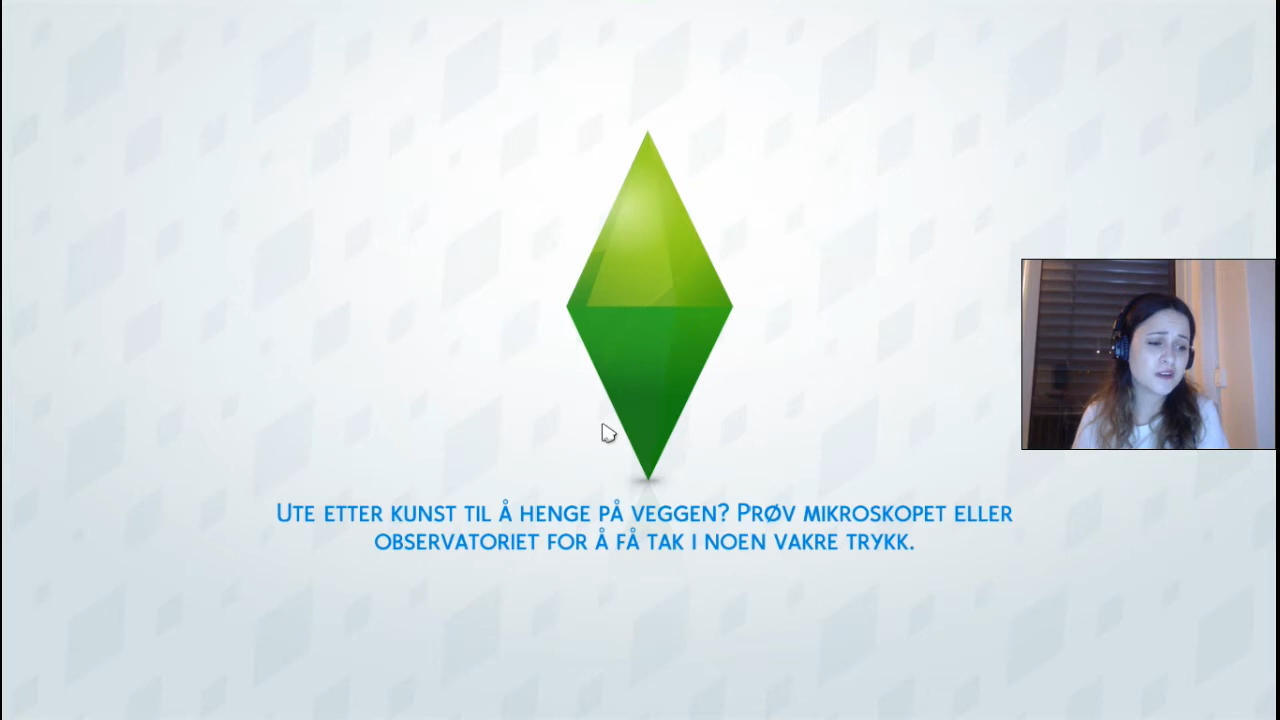 Ute etter kunst til å henge på veggen? Prøv mikroskopet eller
observatoriet for å få tak i noen vakre trykk.